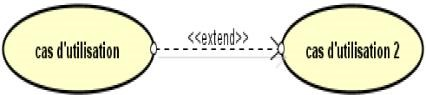 cas d'utilisation
<<extend>>
cas d'utilisation 2